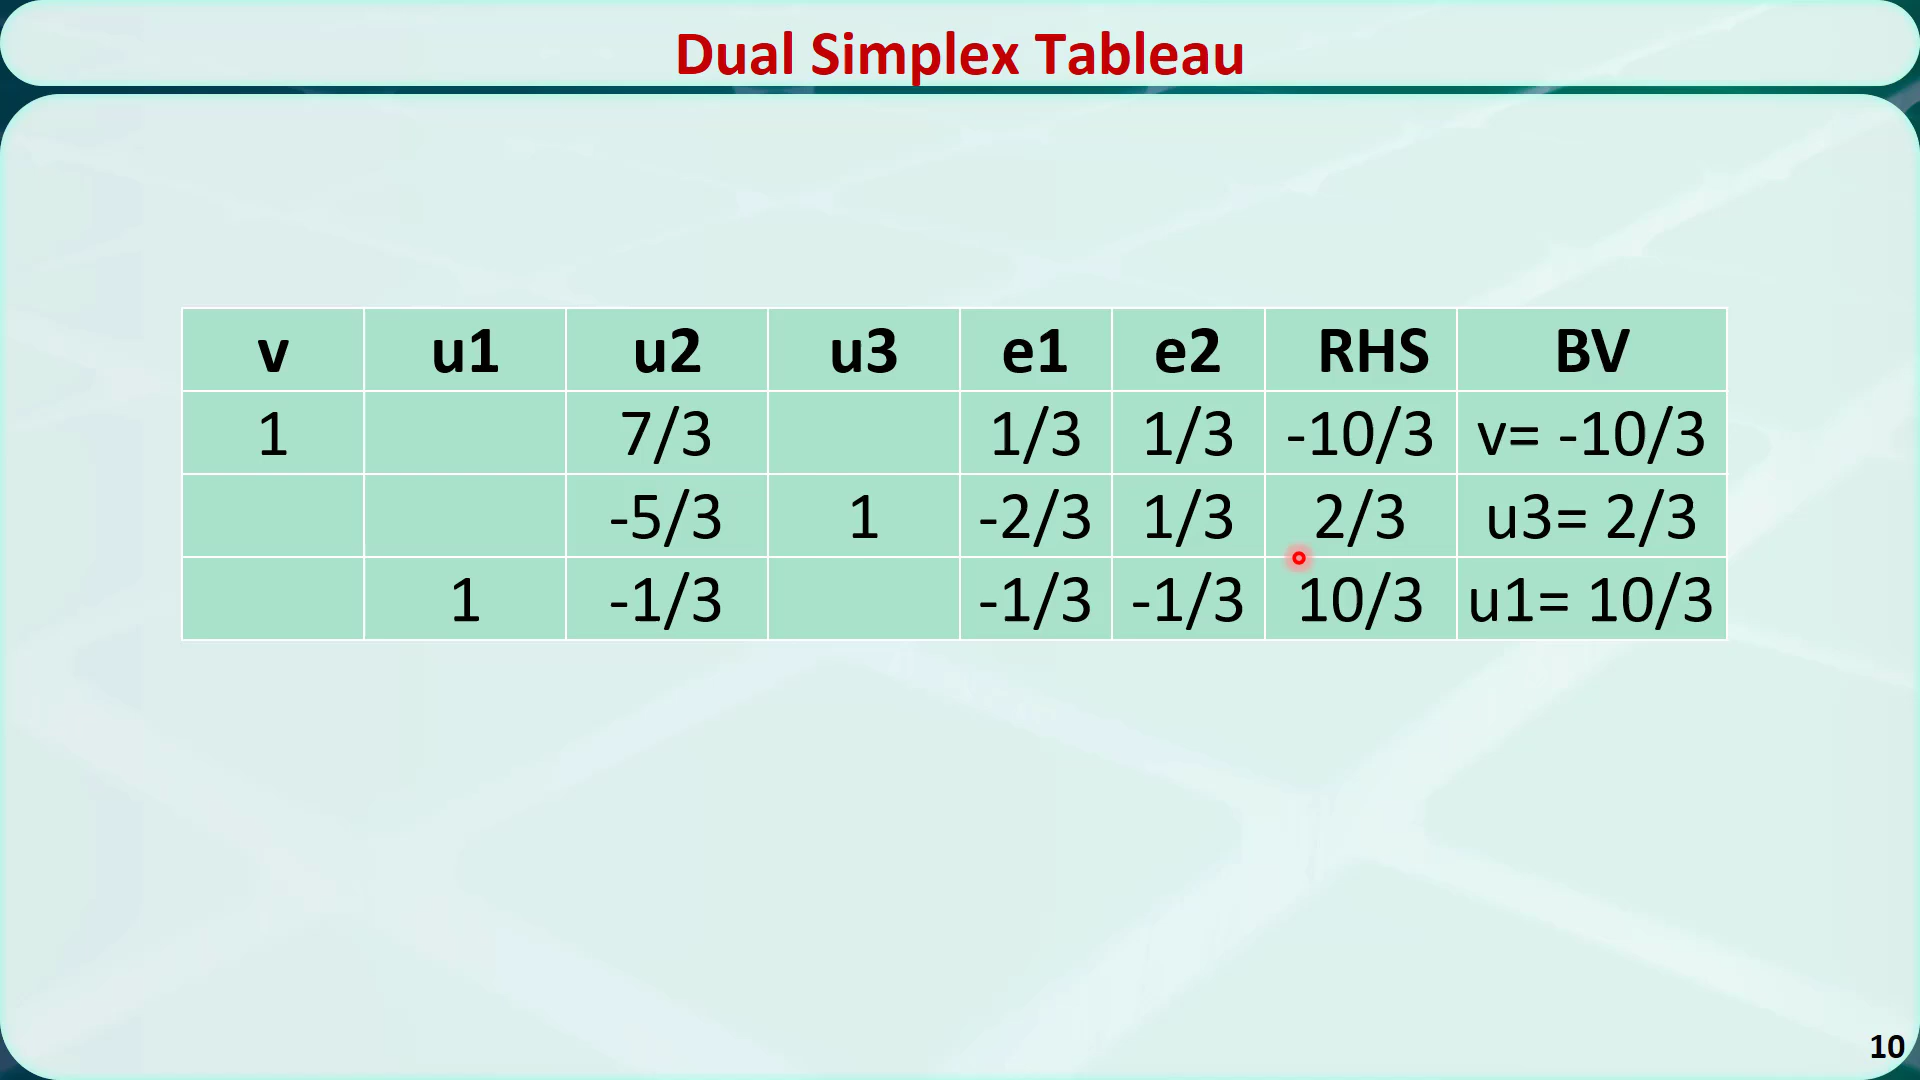 Dual Simplex Tableau
v u1 u2 u3 e1 e2 RHS BV
1 7/3 1/3 1/3 -10/3 v= -10/3
-5/3 1 -2/3 1/3 2/3 u3= 2/3
1 -1/3 -1/3 -1/3 10/3 u1= 10/3
10